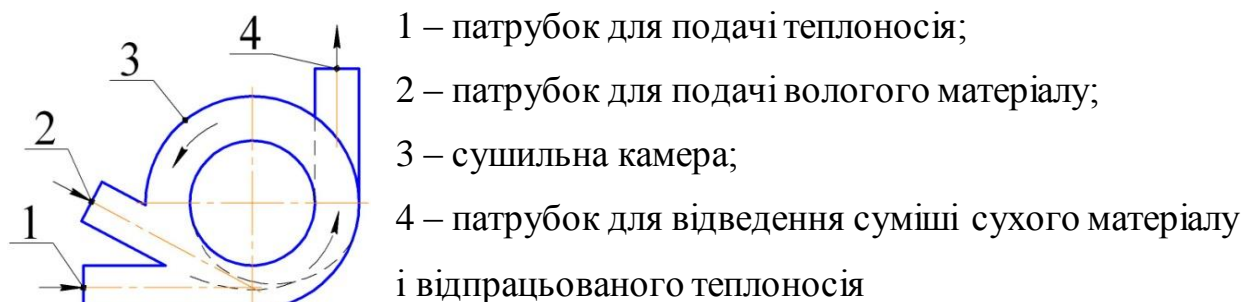 4
3
2
1
1 – патрубок для подачі теплоносія;
2 – патрубок для подачі вологого матеріалу;
3 – сушильна камера;
4 – патрубок для відведення суміші сухого матеріалу
і відпрацьованого теплоносія